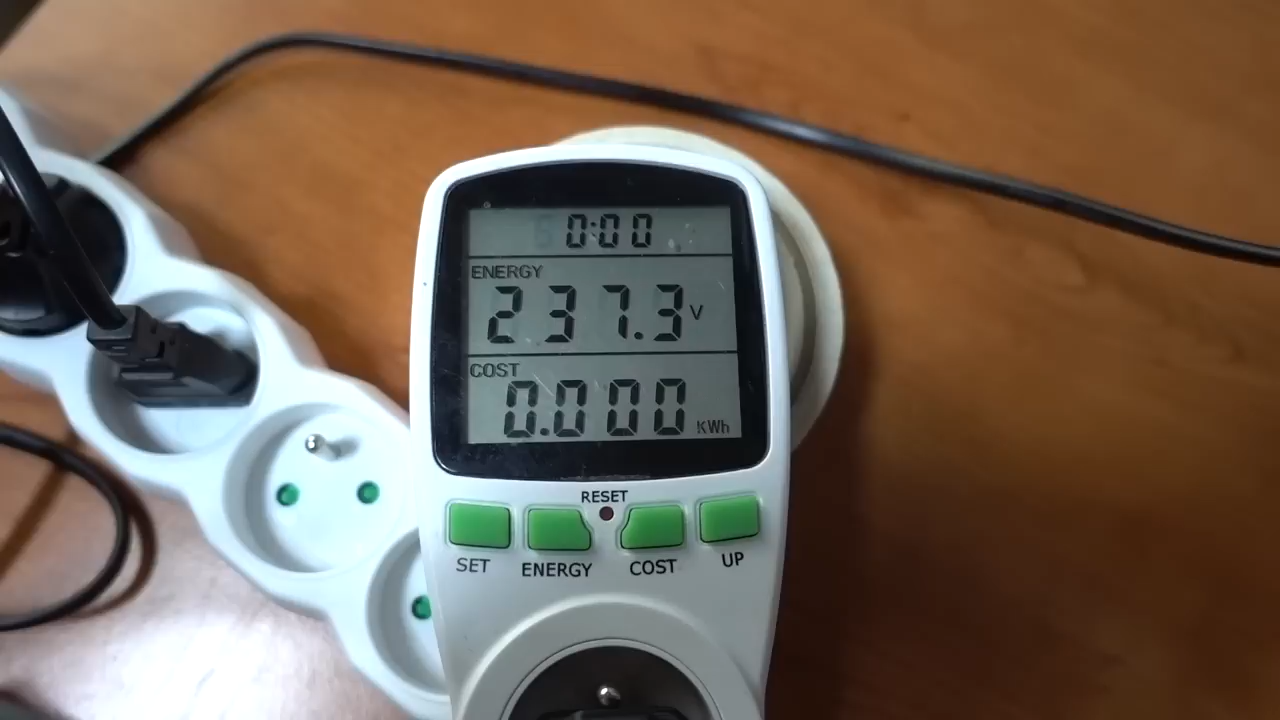 0:00
ENERGY
237.3 V
COST
0.000 KWh
RESET
SET ENERGY COST UP